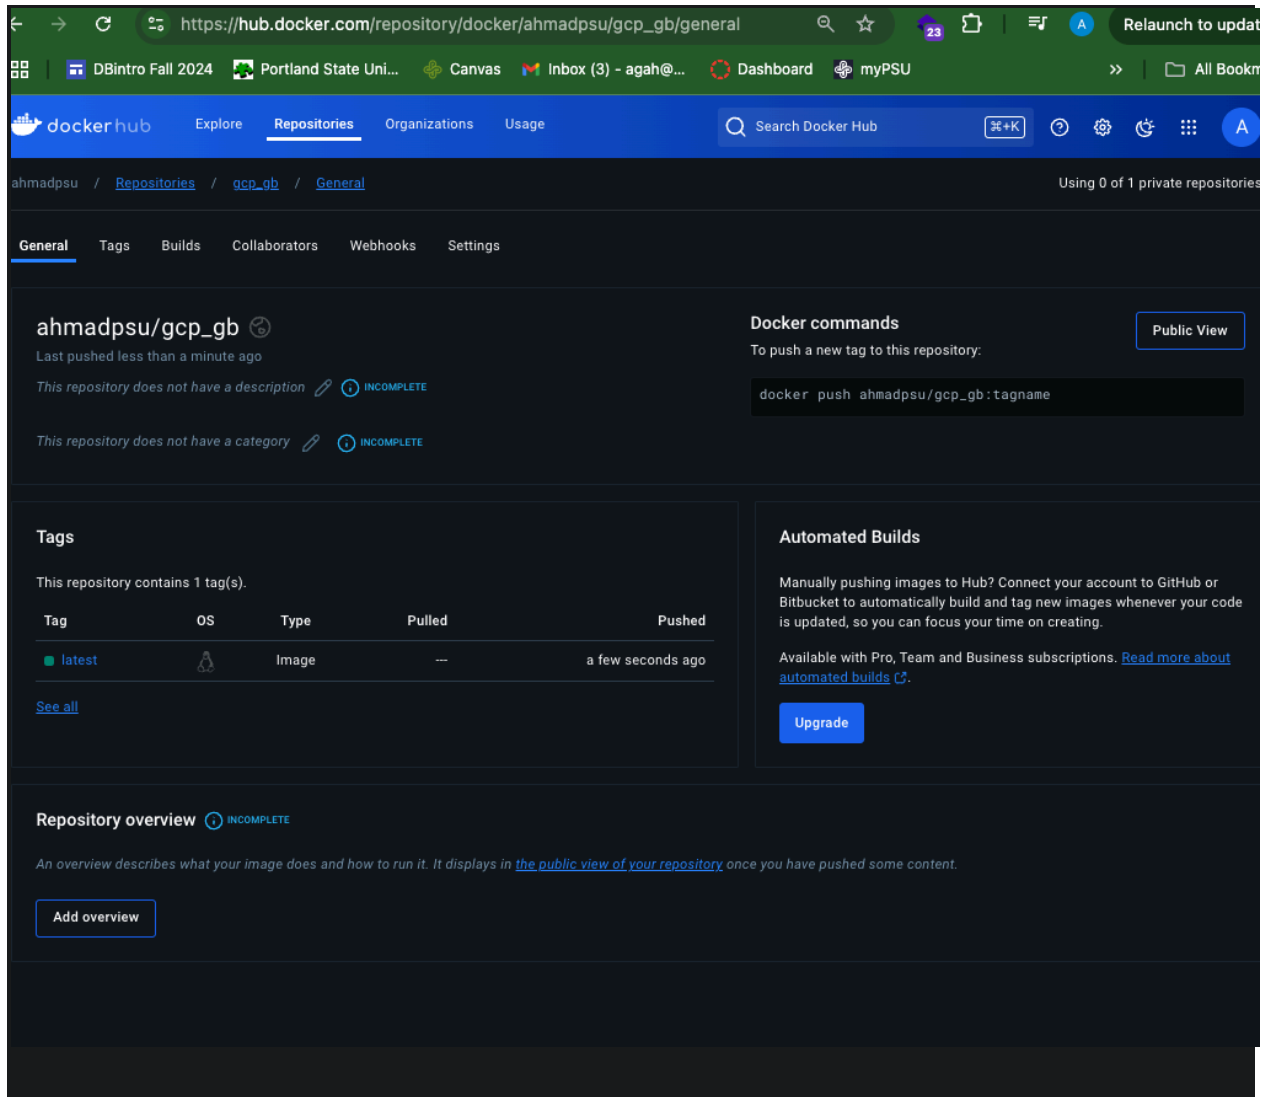 https://hub.docker.com/repository/docker/ahmadpsu/gcp_gb/general
23
A
Relaunch to updat
DBintro Fall 2024
Portland State Uni...
Canvas
Inbox (3) - agah@...
Dashboard
myPSU
»
All Bookm
dockerhub
Explore
Repositories
Organizations
Usage
Search Docker Hub
⌘+K
A
ahmadpsu / Repositories / gcp_gb / General
Using 0 of 1 private repositories
General
Tags
Builds
Collaborators
Webhooks
Settings
ahmadpsu/gcp_gb
Last pushed less than a minute ago
This repository does not have a description INCOMPLETE
This repository does not have a category INCOMPLETE
Docker commands
Public View
To push a new tag to this repository:
docker push ahmadpsu/gcp_gb:tagname
Tags
This repository contains 1 tag(s).
Tag OS Type Pulled Pushed
latest Image --- a few seconds ago
See all
Automated Builds
Manually pushing images to Hub? Connect your account to GitHub or
Bitbucket to automatically build and tag new images whenever your code
is updated, so you can focus your time on creating.
Available with Pro, Team and Business subscriptions. Read more about
automated builds.
Upgrade
Repository overview INCOMPLETE
An overview describes what your image does and how to run it. It displays in the public view of your repository once you have pushed some content.
Add overview